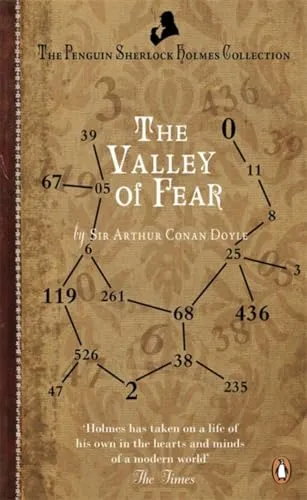 The Penguin Sherlock Holmes Collection
39
0
The
67
05
Valley
11
of Fear
8
by Sir Arthur Conan Doyle
6
25
3
119
261
68
436
526
38
47
2
235
'Holmes has taken on a life of
his own in the hearts and minds
of a modern world'
The Times